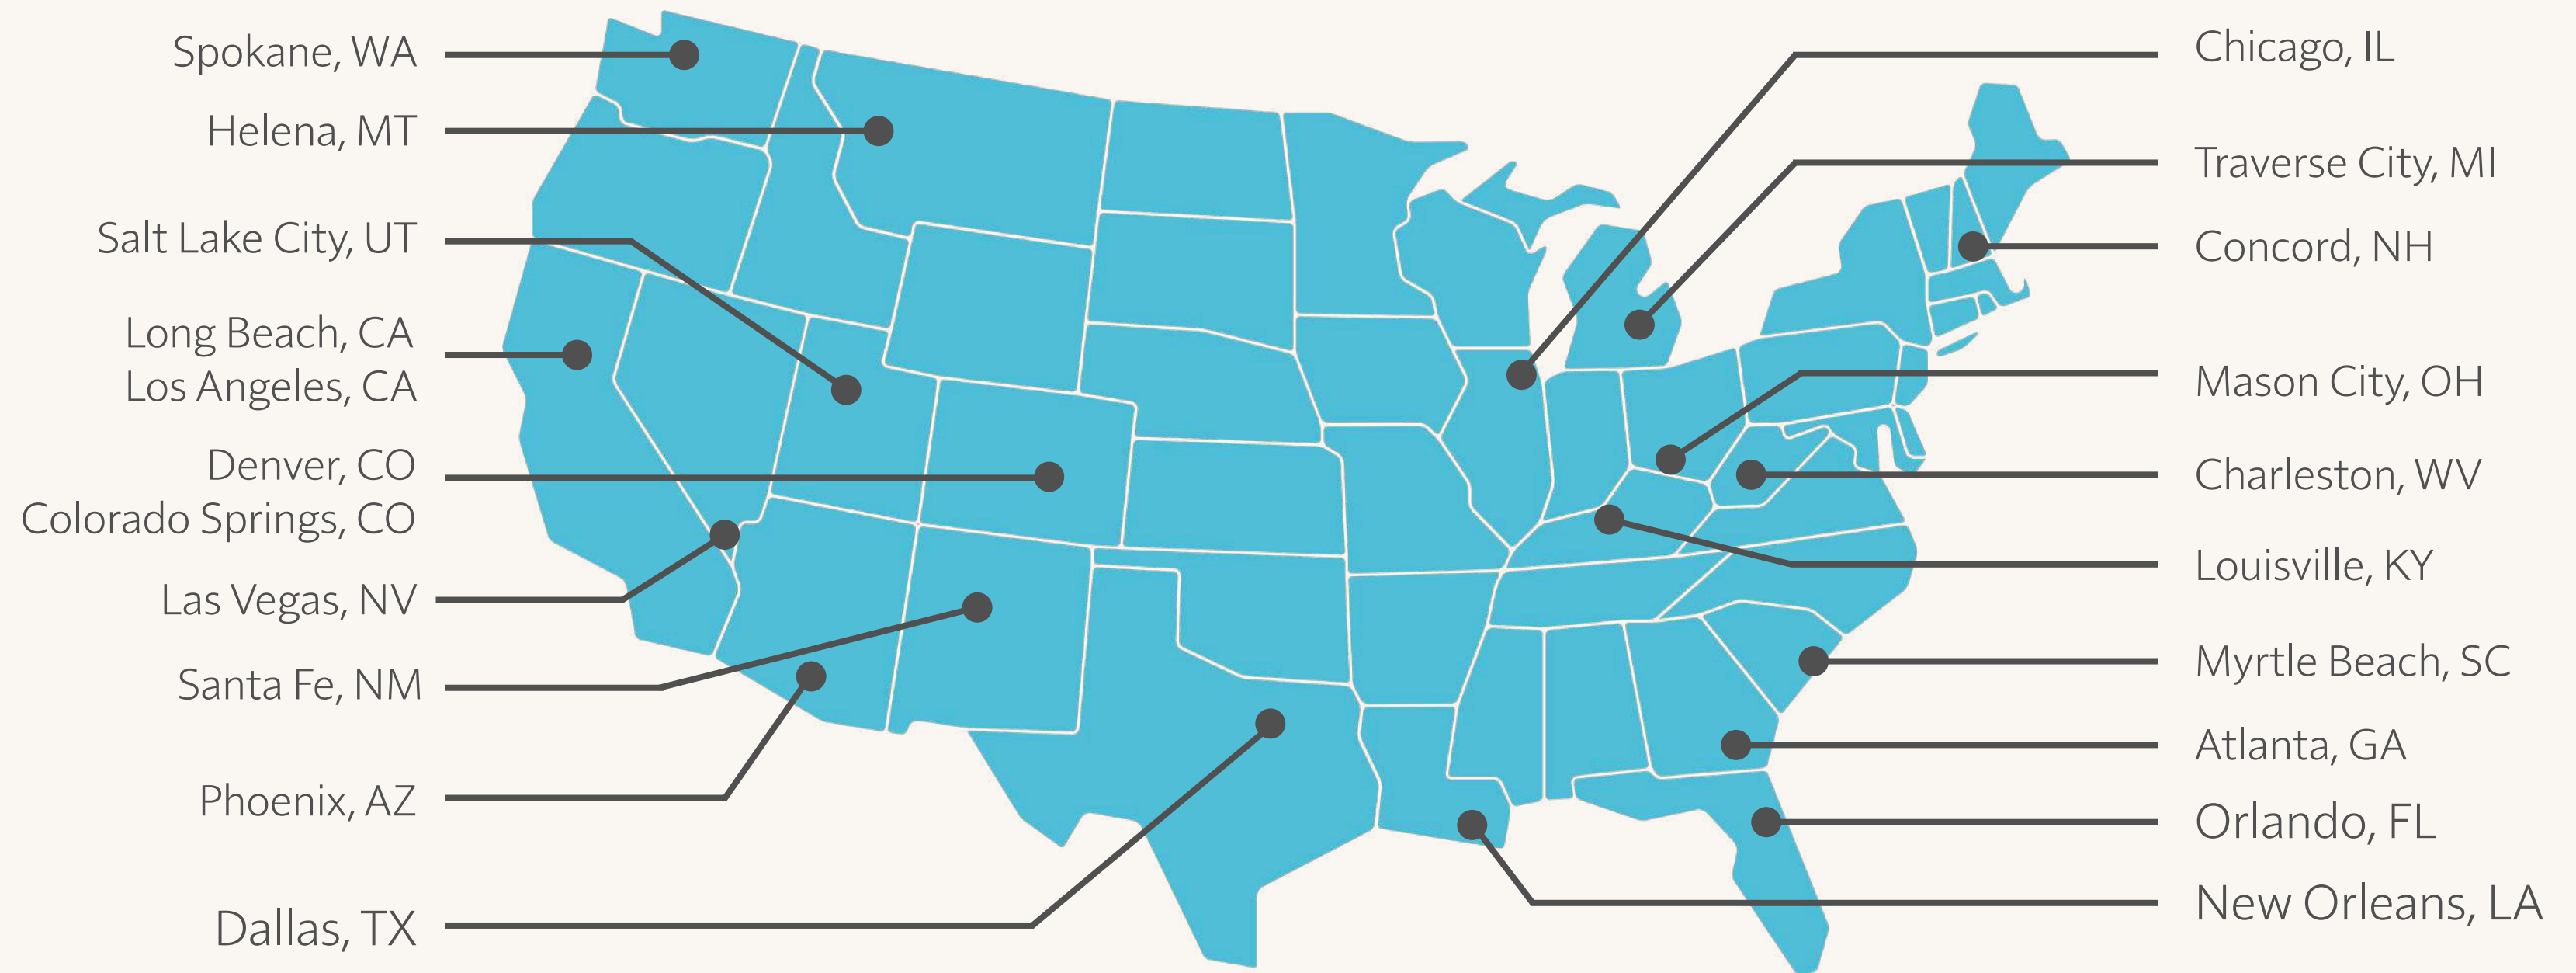 Spokane, WA
Helena, MT
Salt Lake City, UT
Long Beach, CA
Los Angeles, CA
Denver, CO
Colorado Springs, CO
Las Vegas, NV
Santa Fe, NM
Phoenix, AZ
Dallas, TX
Chicago, IL
Traverse City, MI
Concord, NH
Mason City, OH
Charleston, WV
Louisville, KY
Myrtle Beach, SC
Atlanta, GA
Orlando, FL
New Orleans, LA